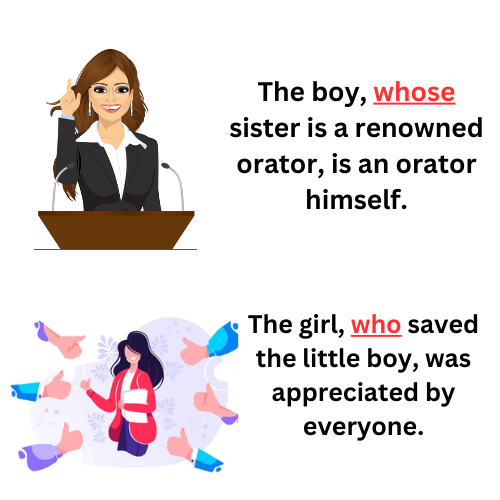 The boy, whose
sister is a renowned
orator, is an orator
himself.
The girl, who saved
the little boy, was
appreciated by
everyone.